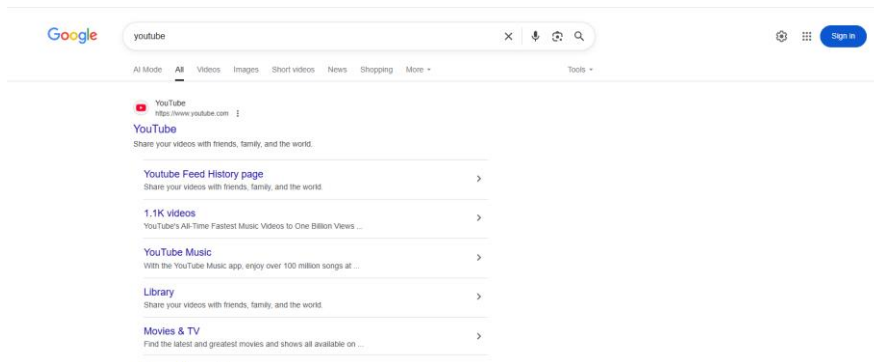 Google
youtube
Sign in
AI Mode All Videos Images Short videos News Shopping More Tools
YouTube
https://www.youtube.com
YouTube
Share your videos with friends, family, and the world.
Youtube Feed History page
Share your videos with friends, family, and the world.
1.1K videos
YouTube's All-Time Fastest Music Videos to One Billion Views ...
YouTube Music
With the YouTube Music app, enjoy over 100 million songs at ...
Library
Share your videos with friends, family, and the world.
Movies & TV
Find the latest and greatest movies and shows all available on ...